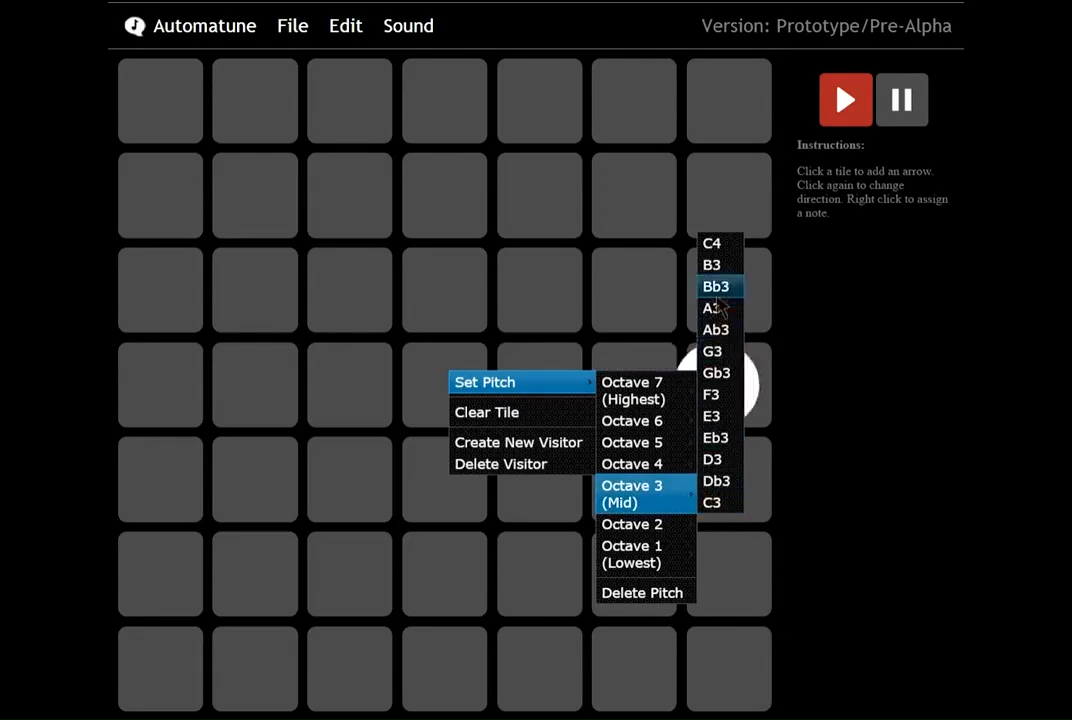 Automatune File Edit Sound Version: Prototype/Pre-Alpha
Instructions:
Click a tile to add an arrow.
Click again to change
direction. Right click to assign
a note.
Set Pitch
Clear Tile
Create New Visitor
Delete Visitor
Octave 7
(Highest)
Octave 6
Octave 5
Octave 4
Octave 3
(Mid)
Octave 2
Octave 1
(Lowest)
Delete Pitch
C4
B3
Bb3
A3
Ab3
G3
Gb3
F3
E3
Eb3
D3
Db3
C3